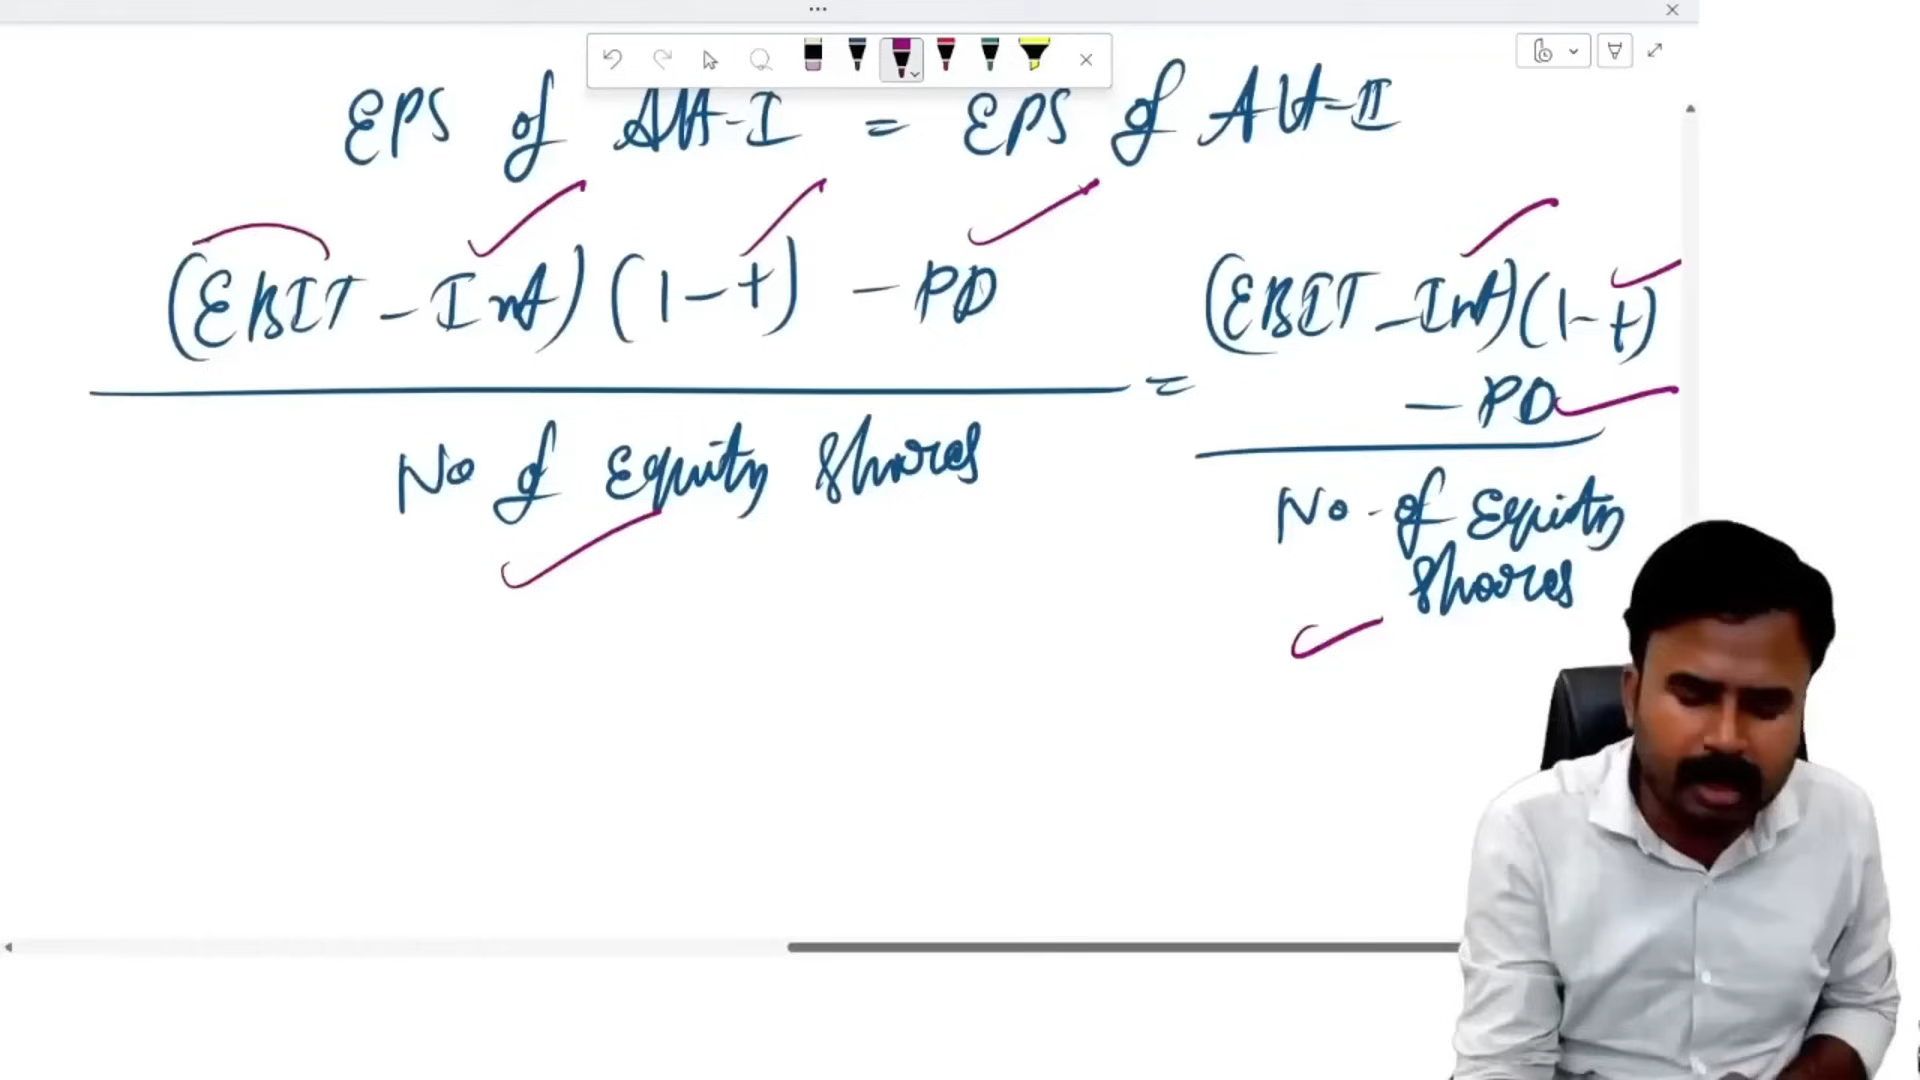 EPS of Alt-I = EPS of Alt-II
(EBIT - Int) (1-t) - PD = (EBIT - Int)(1-t) - PD
No of Equity Shares
No. of Equity
Shares